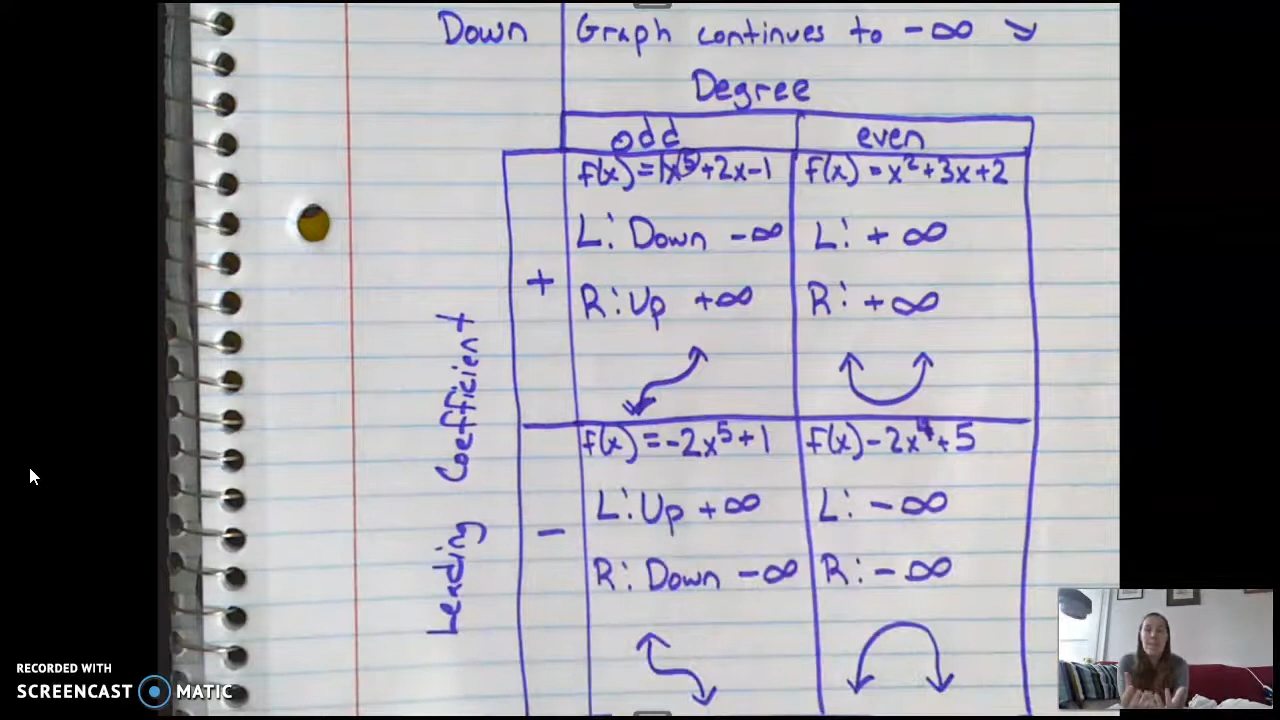 Down Graph continues to -∞ ↘
Degree
odd even
f(x)=1x⁵+2x-1 f(x)=x²+3x+2
L: Down -∞ L: +∞
R: Up +∞ R: +∞
+
Leading Coefficient
f(x)=-2x⁵+1 f(x)-2x⁴+5
L: Up +∞ L: -∞
-
R: Down -∞ R: -∞
RECORDED WITH
SCREENCAST MATIC